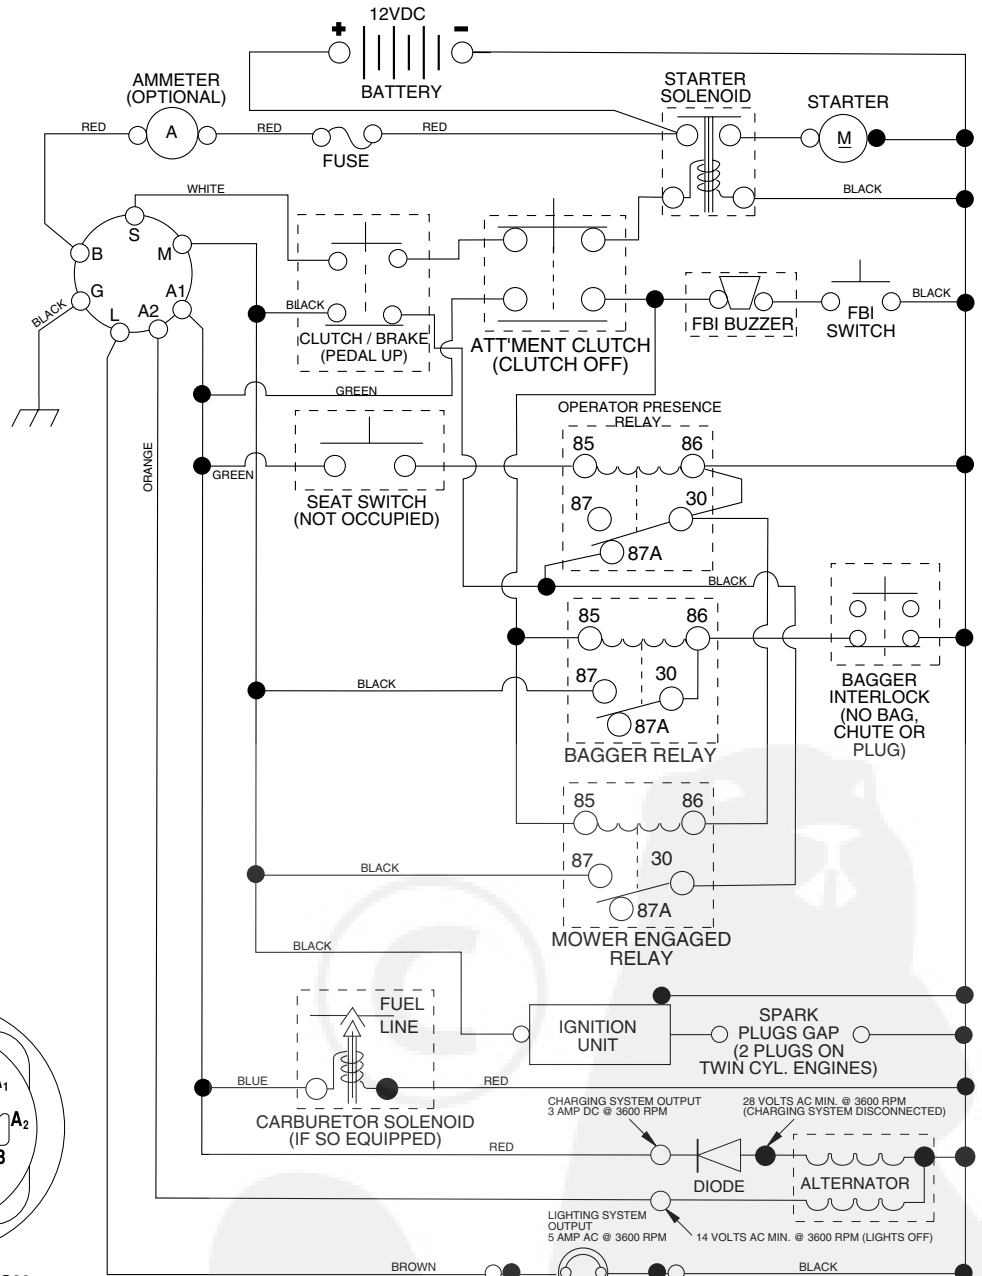 12VDC
+ -
BATTERY
AMMETER
(OPTIONAL)
STARTER
SOLENOID
STARTER
RED
A
RED
RED
FUSE
M
WHITE
BLACK
S
B
M
G
A1
L
A2
BLACK
BLACK
CLUTCH / BRAKE
(PEDAL UP)
ATT'MENT CLUTCH
(CLUTCH OFF)
FBI BUZZER
FBI
SWITCH
BLACK
GREEN
OPERATOR PRESENCE
RELAY
ORANGE
GREEN
SEAT SWITCH
(NOT OCCUPIED)
85
86
87
30
87A
BLACK
85
86
87
30
87A
BLACK
BAGGER RELAY
BAGGER
INTERLOCK
(NO BAG,
CHUTE OR
PLUG)
85
86
87
30
87A
BLACK
MOWER ENGAGED
RELAY
BLACK
FUEL
LINE
IGNITION
UNIT
SPARK
PLUGS GAP
(2 PLUGS ON
TWIN CYL. ENGINES)
BLUE
RED
CARBURETOR SOLENOID
(IF SO EQUIPPED)
CHARGING SYSTEM OUTPUT
3 AMP DC @ 3600 RPM
28 VOLTS AC MIN. @ 3600 RPM
(CHARGING SYSTEM DISCONNECTED)
RED
DIODE
ALTERNATOR
LIGHTING SYSTEM
OUTPUT
5 AMP AC @ 3600 RPM
14 VOLTS AC MIN. @ 3600 RPM (LIGHTS OFF)
BROWN
BLACK
A2
C